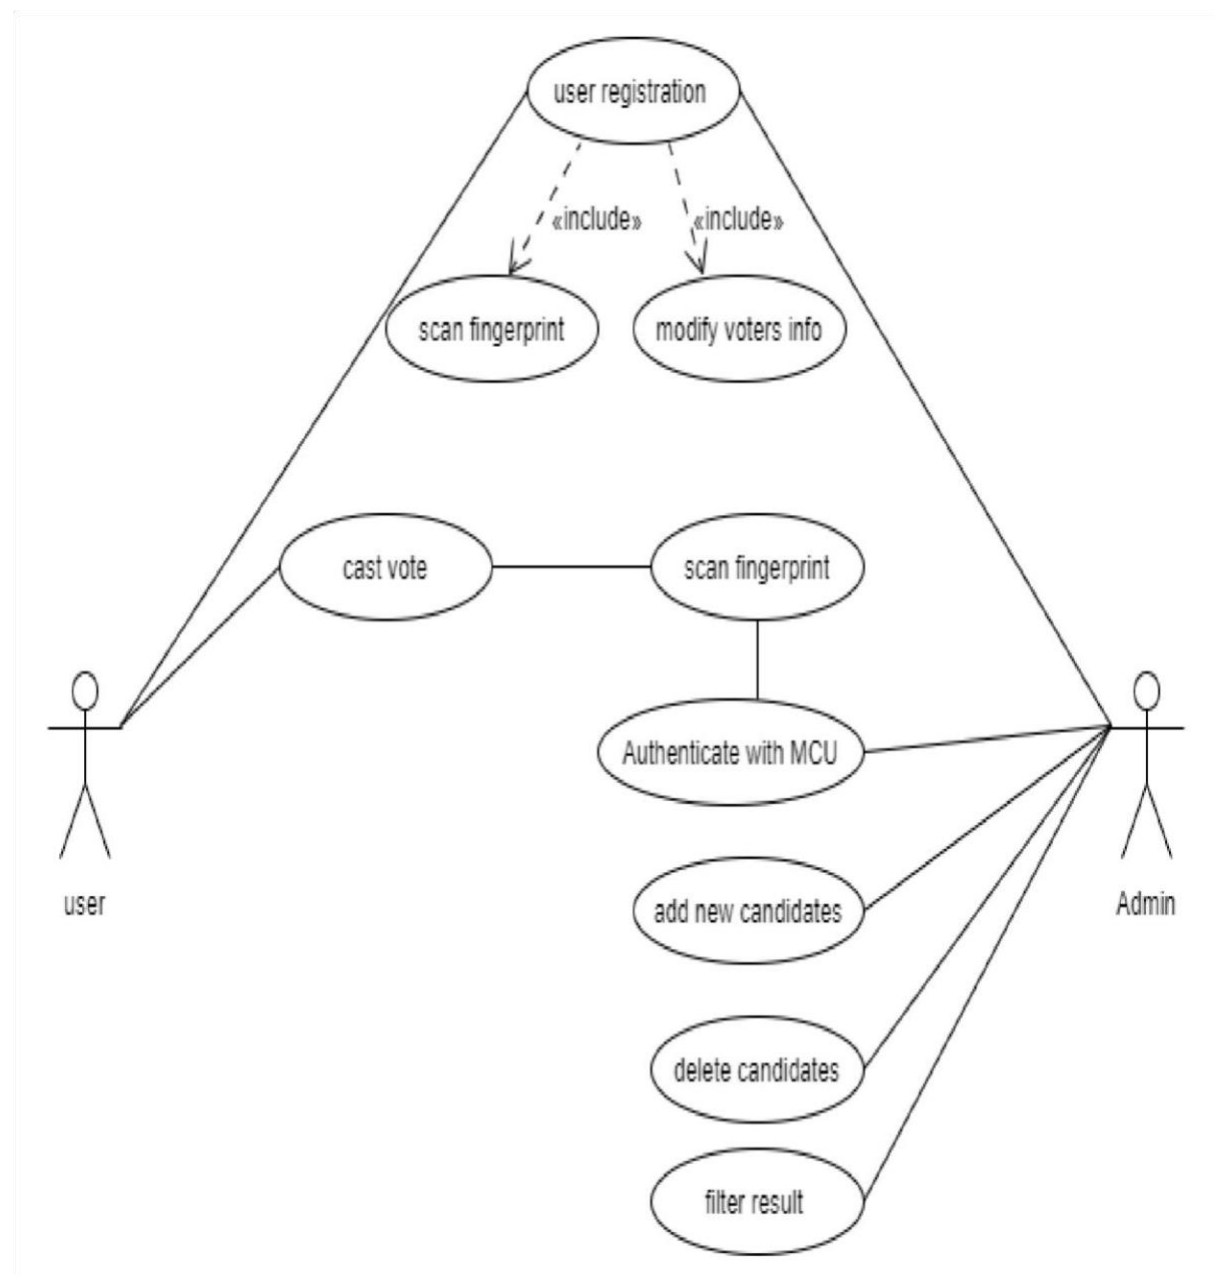 user registration
«include»
«include»
scan fingerprint
modify voters info
cast vote
scan fingerprint
Authenticate with MCU
user
add new candidates
Admin
delete candidates
filter result